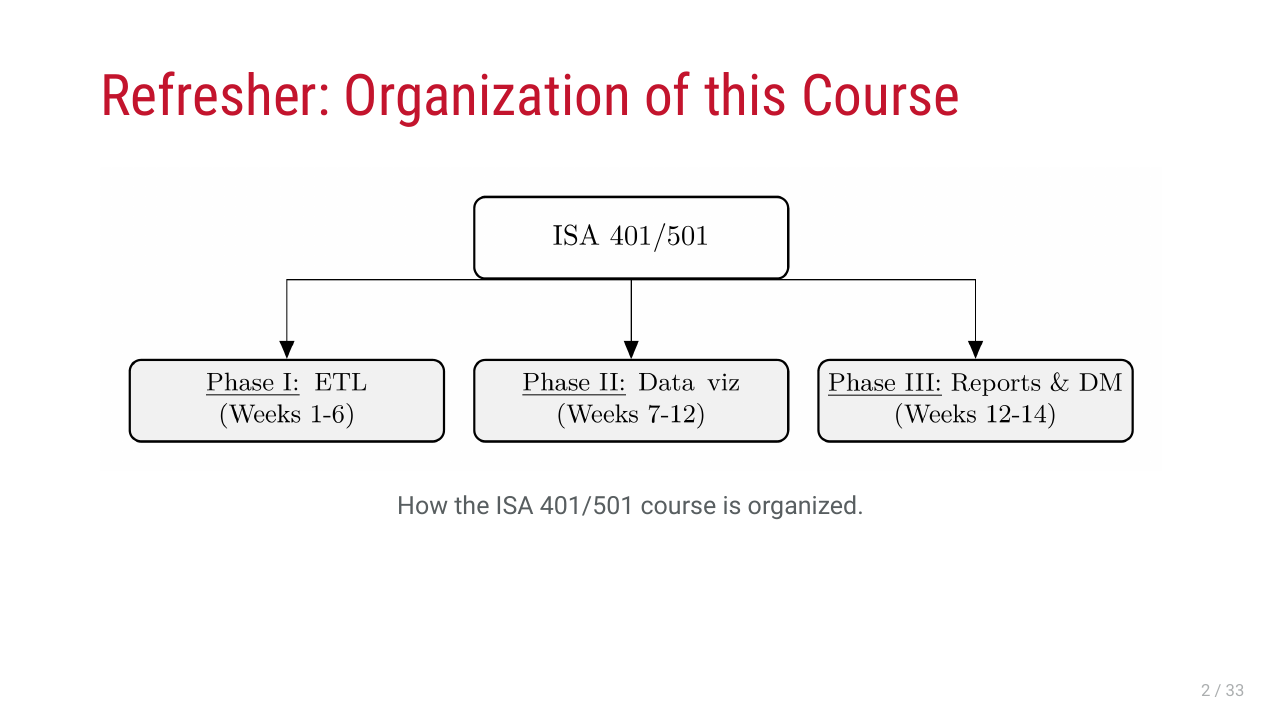 Refresher: Organization of this Course
ISA 401/501
Phase I: ETL
(Weeks 1-6)
Phase II: Data viz
(Weeks 7-12)
Phase III: Reports & DM
(Weeks 12-14)
How the ISA 401/501 course is organized.
2 / 33